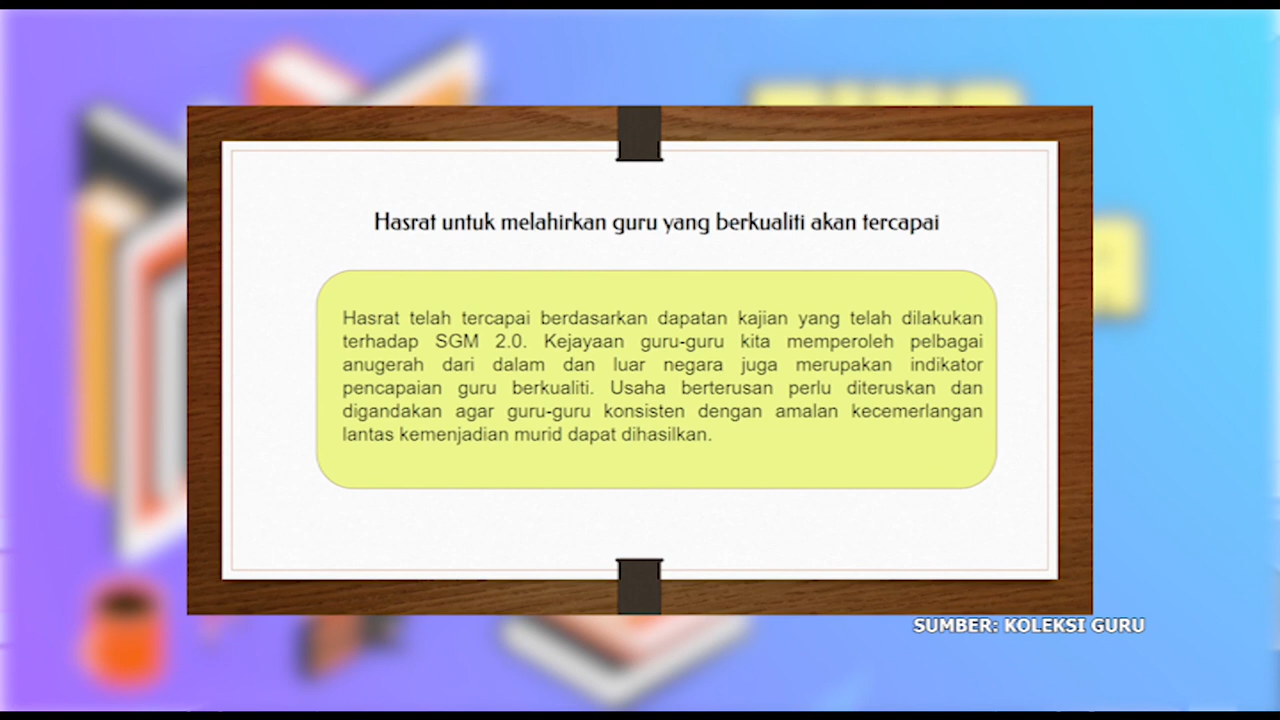 Hasrat untuk melahirkan guru yang berkualiti akan tercapai
Hasrat telah tercapai berdasarkan dapatan kajian yang telah dilakukan
terhadap SGM 2.0. Kejayaan guru-guru kita memperoleh pelbagai
anugerah dari dalam dan luar negara juga merupakan indikator
pencapaian guru berkualiti. Usaha berterusan perlu diteruskan dan
digandakan agar guru-guru konsisten dengan amalan kecemerlangan
lantas kemenjadian murid dapat dihasilkan.
SUMBER: KOLEKSI GURU